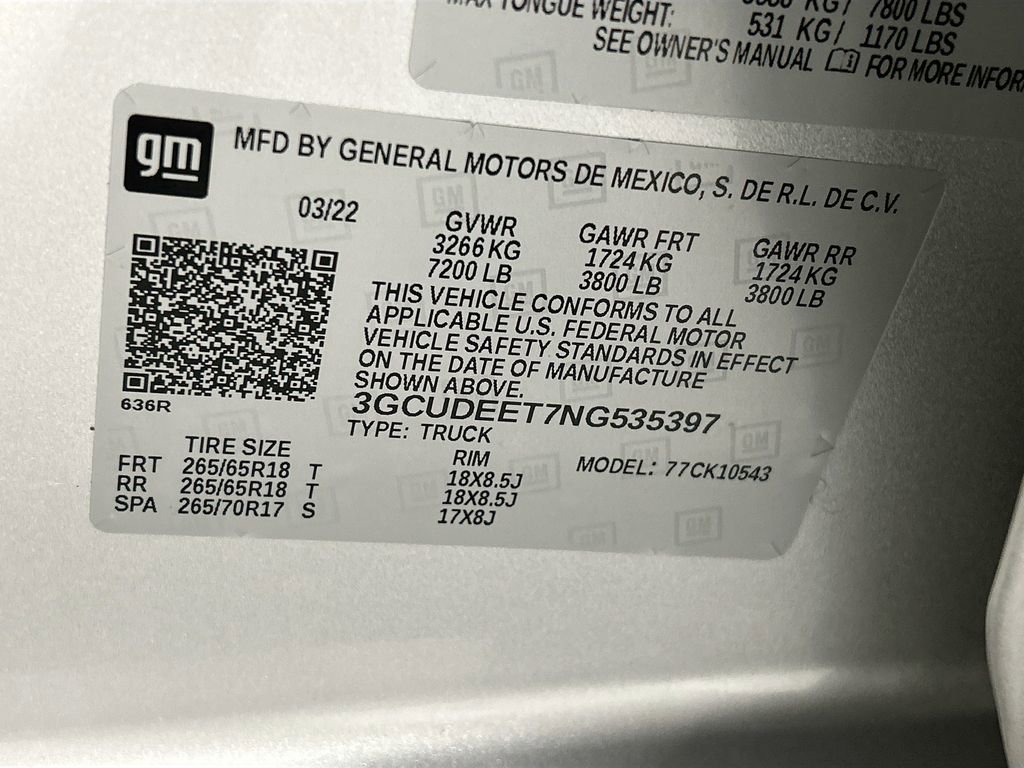 MAX TONGUE WEIGHT:
KG / 7800 LBS
531 KG / 1170 LBS
SEE OWNER'S MANUAL FOR MORE
gm
MFD BY GENERAL MOTORS DE MEXICO, S. DE R.L. DE C.V.
03/22
GVWR GAWR FRT GAWR RR
3266 KG 1724 KG 1724 KG
7200 LB 3800 LB 3800 LB
THIS VEHICLE CONFORMS TO ALL
APPLICABLE U.S. FEDERAL MOTOR
VEHICLE SAFETY STANDARDS IN EFFECT
ON THE DATE OF MANUFACTURE
SHOWN ABOVE.
636R
3GCUDEET7NG535397
TYPE: TRUCK
TIRE SIZE RIM MODEL: 77CK10543
FRT 265/65R18 T 18X8.5J
RR 265/65R18 T 18X8.5J
SPA 265/70R17 S 17X8J